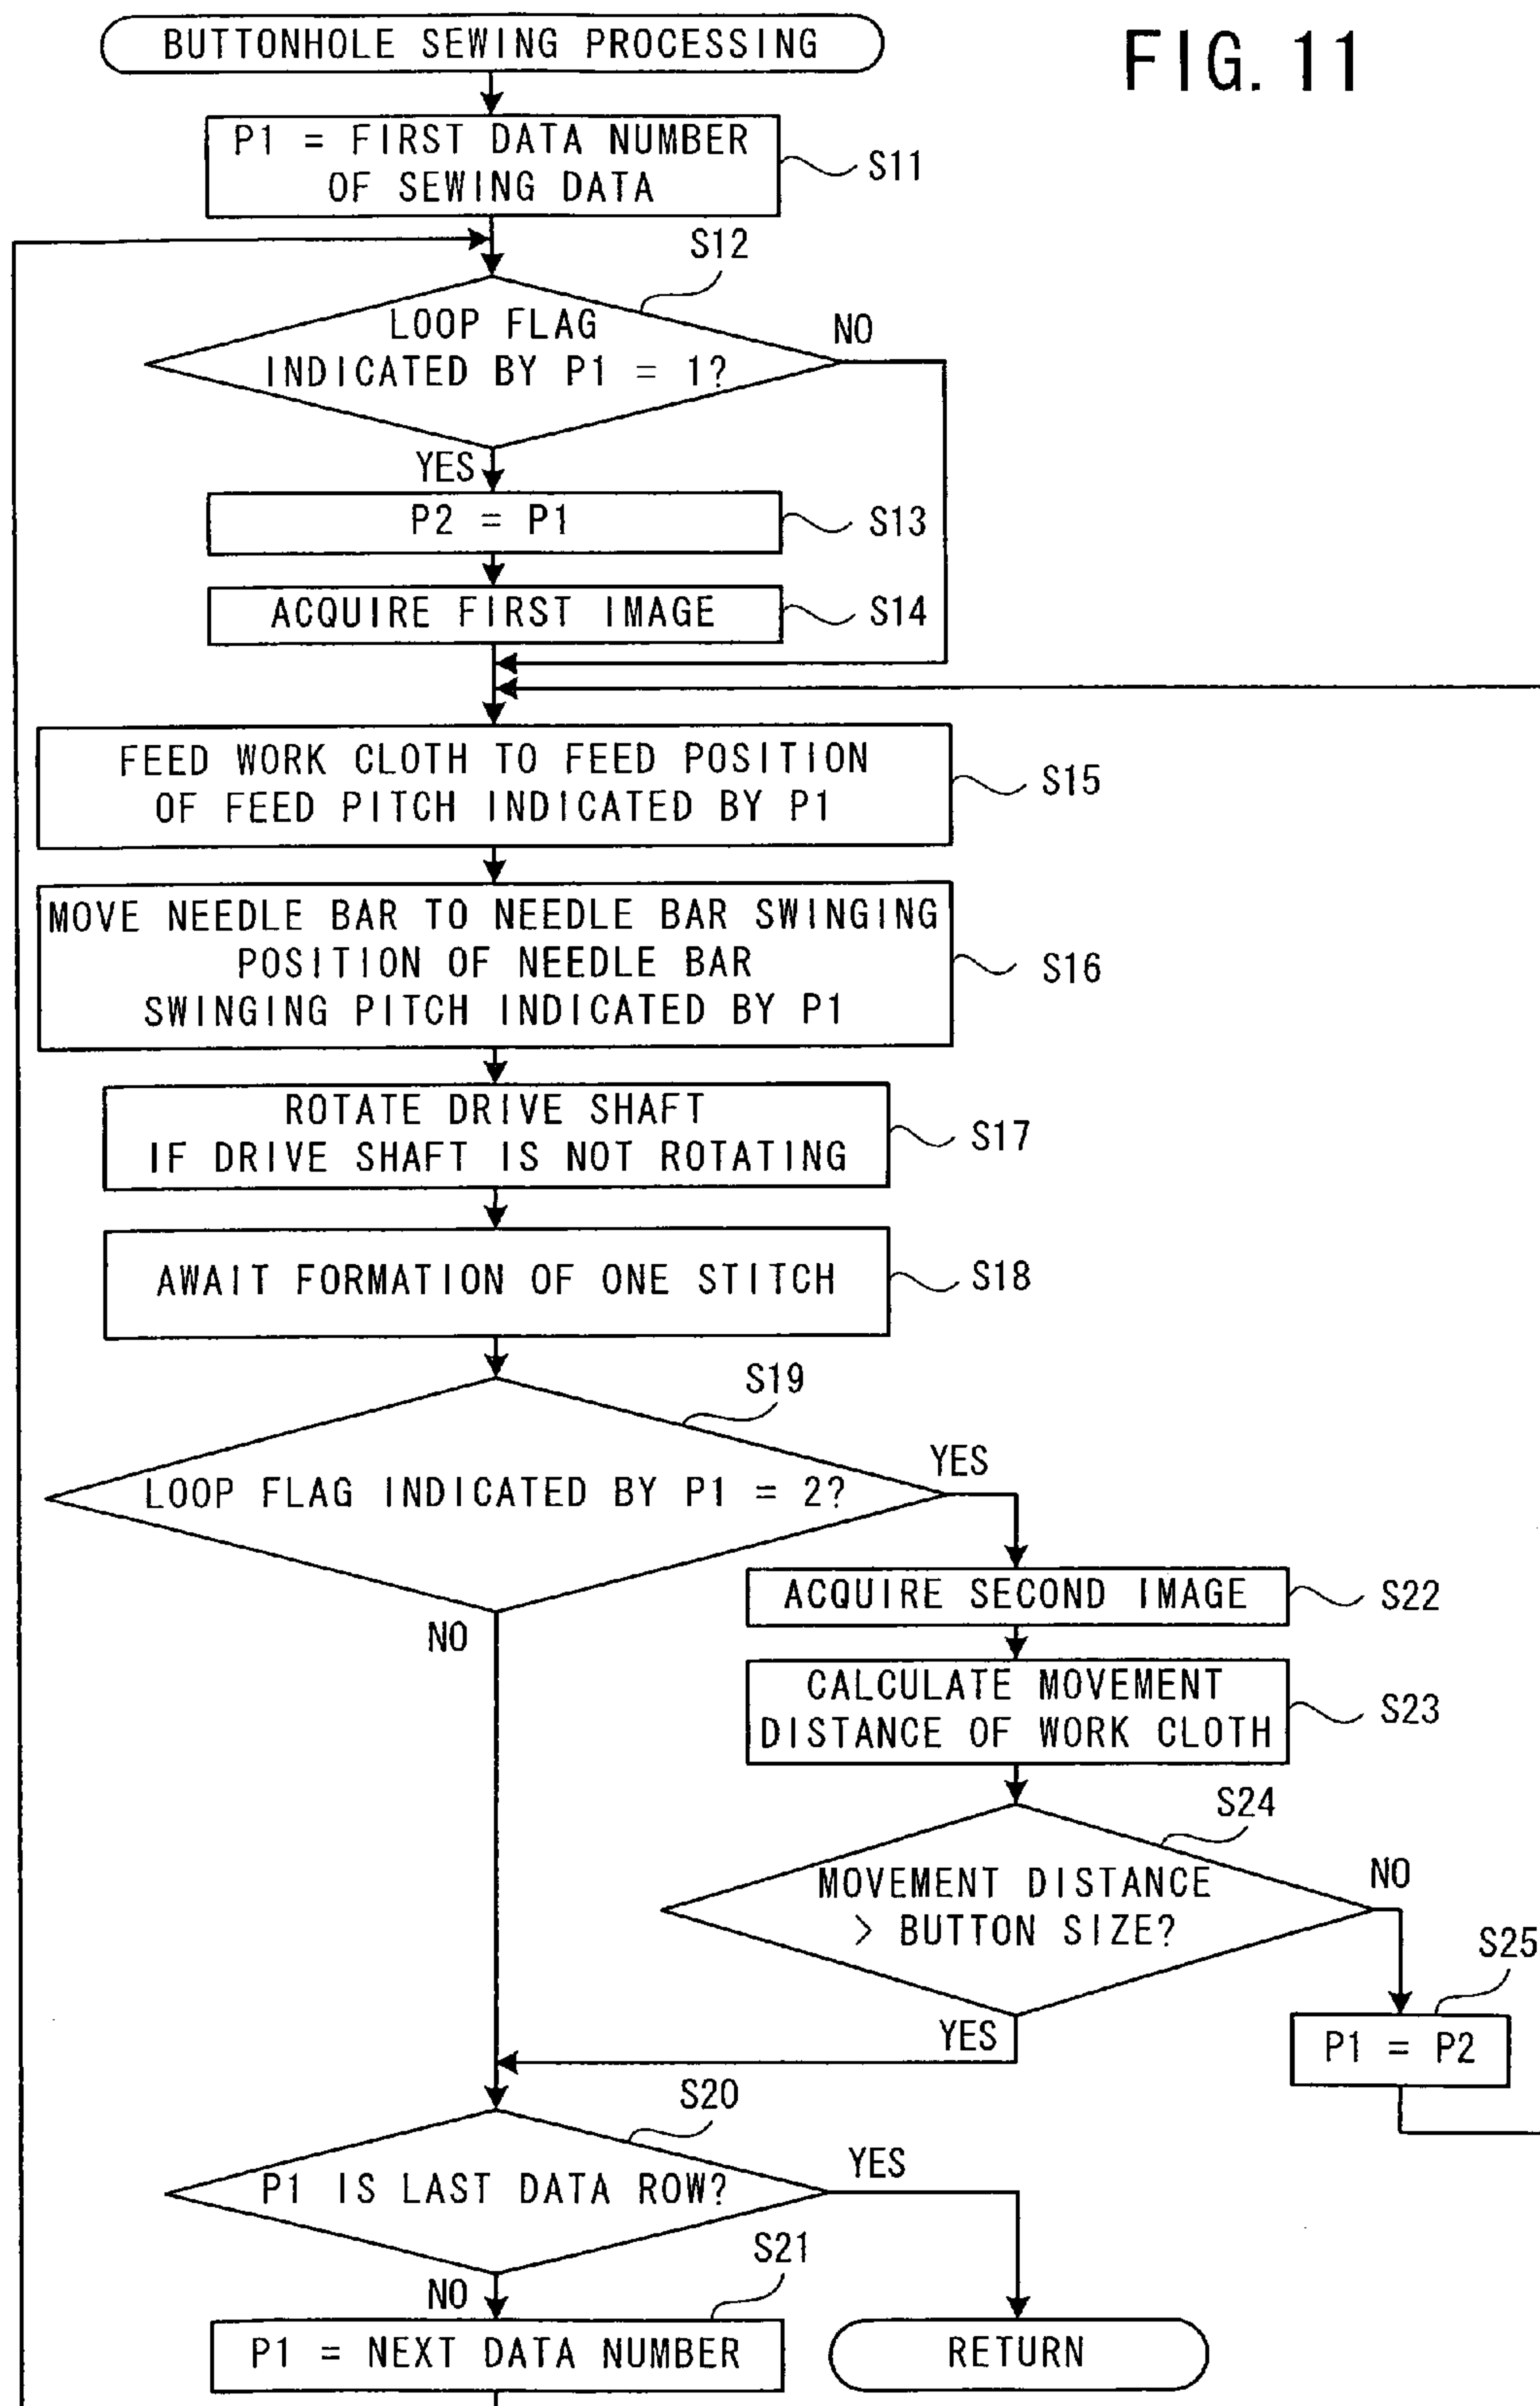 FIG. 11
BUTTONHOLE SEWING PROCESSING
P1 = FIRST DATA NUMBER
OF SEWING DATA
S11
S12
LOOP FLAG
INDICATED BY P1 = 1?
NO
YES
P2 = P1
S13
ACQUIRE FIRST IMAGE
S14
FEED WORK CLOTH TO FEED POSITION
OF FEED PITCH INDICATED BY P1
S15
MOVE NEEDLE BAR TO NEEDLE BAR SWINGING
POSITION OF NEEDLE BAR
SWINGING PITCH INDICATED BY P1
S16
ROTATE DRIVE SHAFT
IF DRIVE SHAFT IS NOT ROTATING
S17
AWAIT FORMATION OF ONE STITCH
S18
S19
LOOP FLAG INDICATED BY P1 = 2?
YES
NO
ACQUIRE SECOND IMAGE
S22
CALCULATE MOVEMENT
DISTANCE OF WORK CLOTH
S23
S24
MOVEMENT DISTANCE
> BUTTON SIZE?
NO
YES
S25
P1 = P2
S20
P1 IS LAST DATA ROW?
YES
NO
S21
P1 = NEXT DATA NUMBER
RETURN